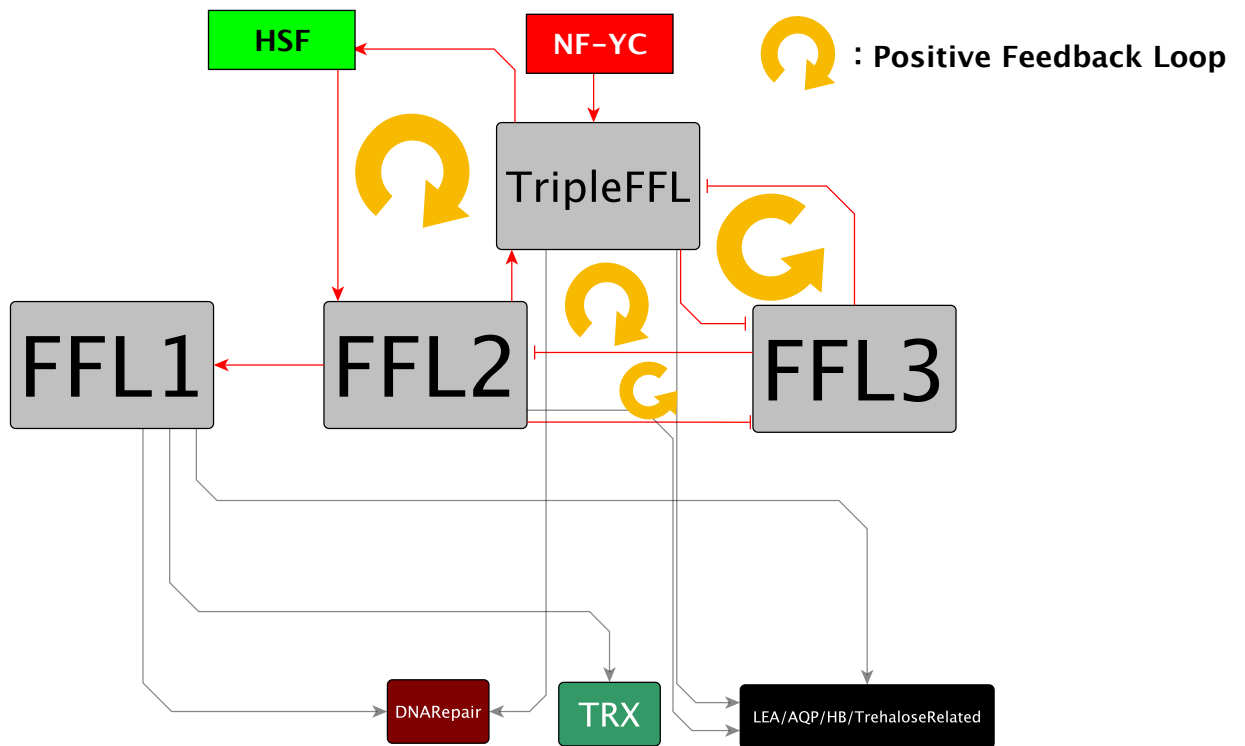 HSF
NF-YC
: Positive Feedback Loop
TripleFFL
FFL1
FFL2
FFL3
DNARepair
TRX
LEA/AQP/HB/TrehaloseRelated